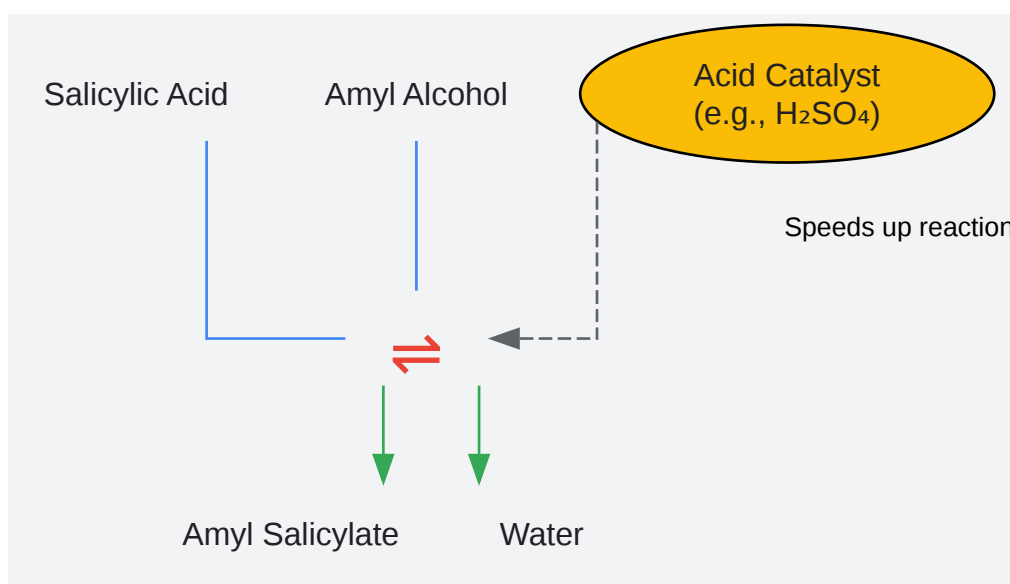 Salicylic Acid
Amyl Alcohol
Acid Catalyst
(e.g., H₂SO₄)
Speeds up reaction
⇌
Amyl Salicylate
Water